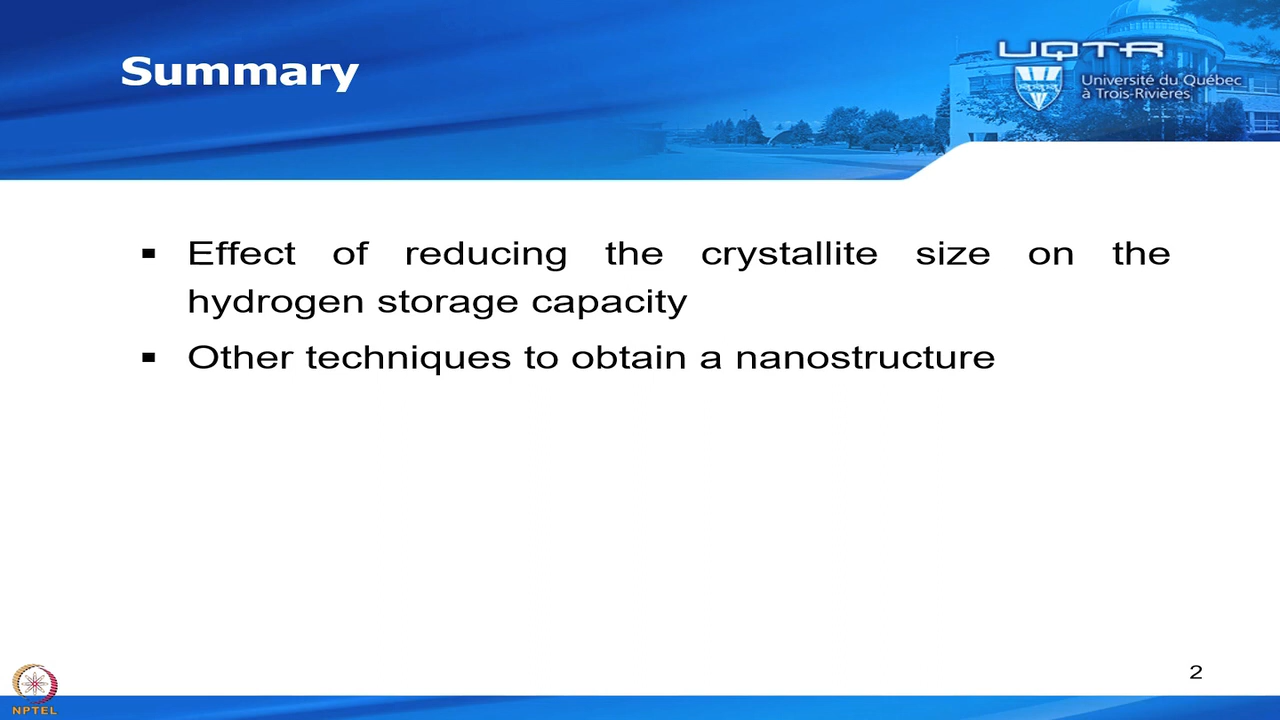 Summary
UQTR
Université du Québec
à Trois-Rivières
▪ Effect of reducing the crystallite size on the
hydrogen storage capacity
▪ Other techniques to obtain a nanostructure
2
NPTEL